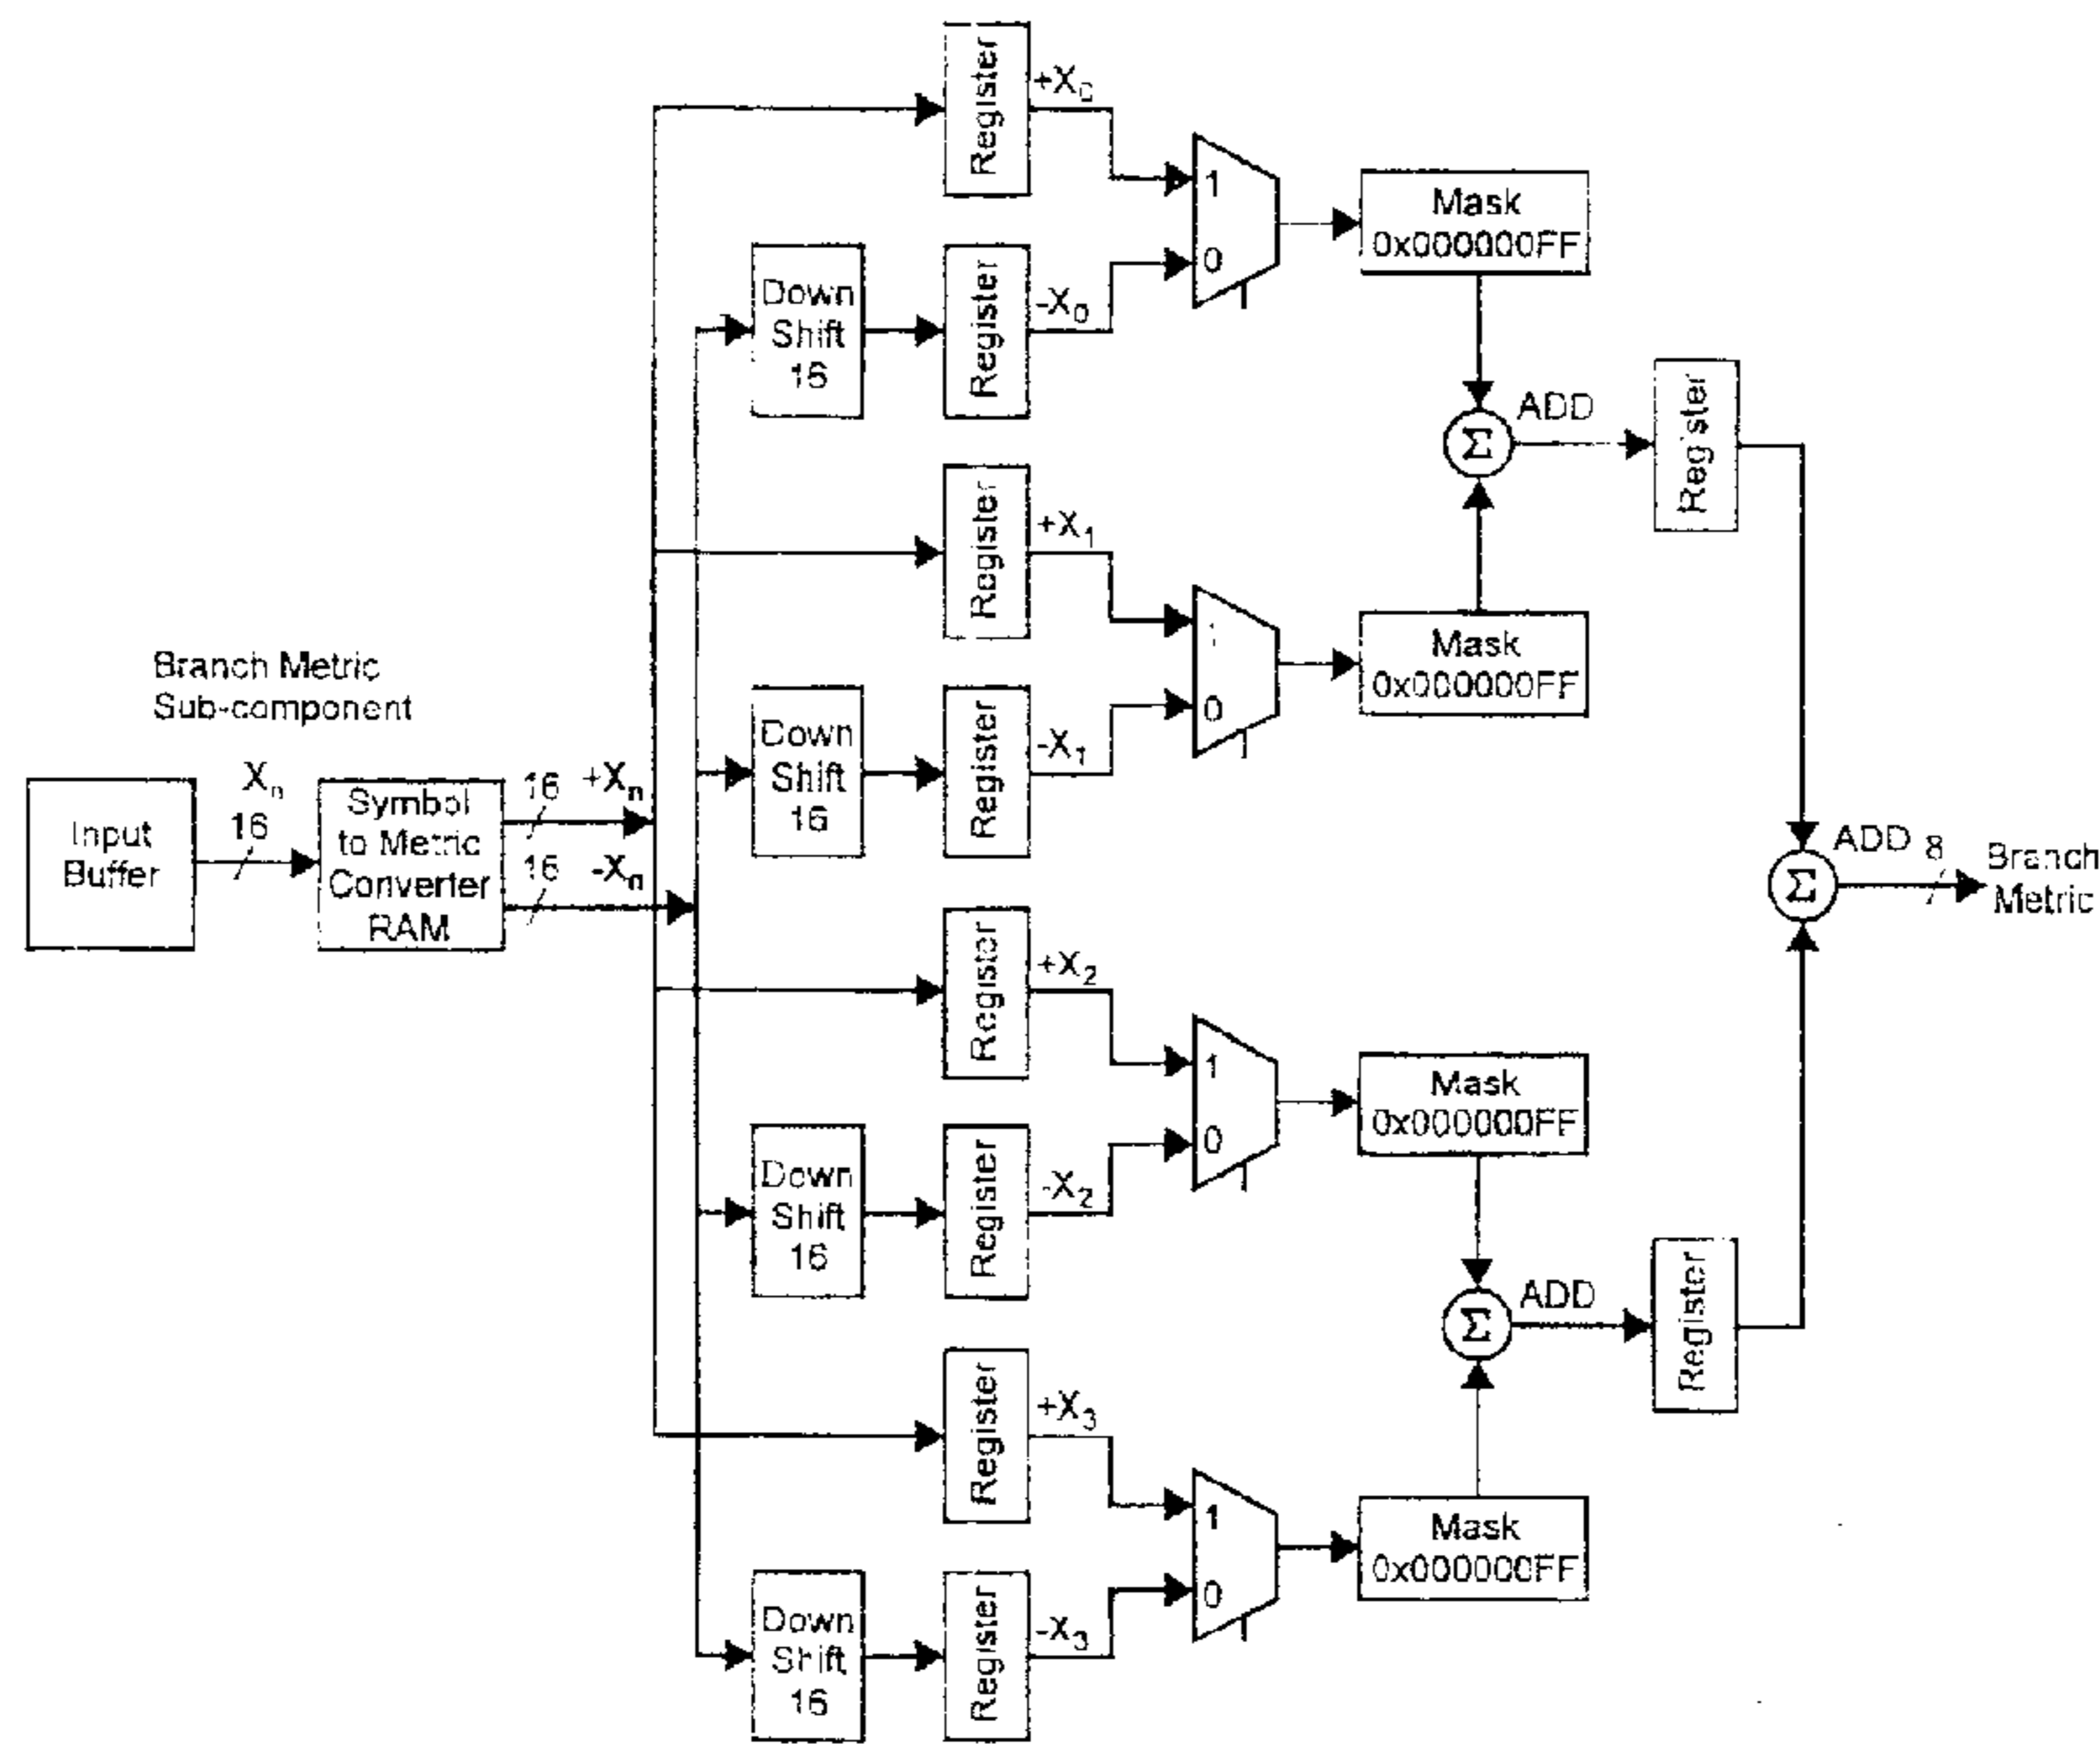 Register
+X0
1
0
Mask
0x000000FF
Down
Shift
16
Register
-X0
ADD
Register
Register
+X1
1
0
Mask
0x000000FF
Down
Shift
16
Register
-X1
Branch Metric
Sub-component
Input
Buffer
Xn
16
Symbol
to Metric
Converter
RAM
16
+Xn
16
-Xn
Σ
Σ
ADD
8
Branch
Metric
Register
+X2
1
0
Mask
0x000000FF
Down
Shift
16
Register
-X2
Σ
ADD
Register
Register
+X3
1
0
Mask
0x000000FF
Down
Shift
16
Register
-X3